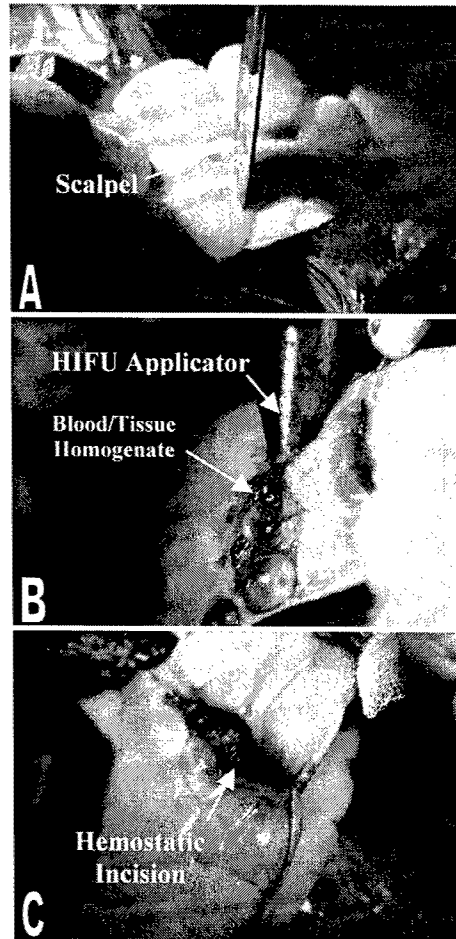 Scalpel
A
HIFU Applicator
Blood/Tissue
Homogenate
B
Hemostatic
Incision
C